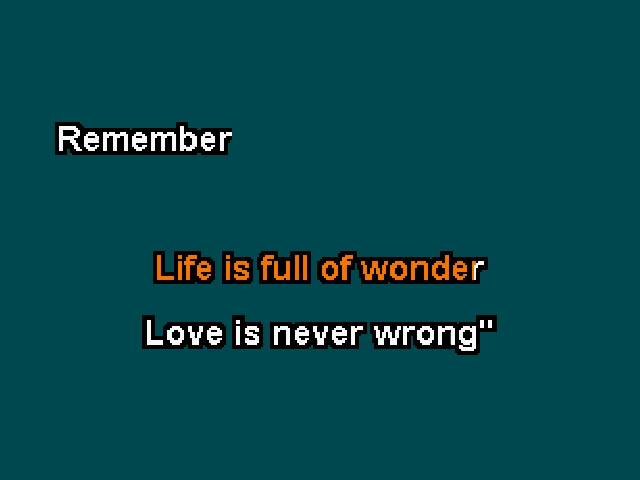 Remember
Life is full of wonder
Love is never wrong"